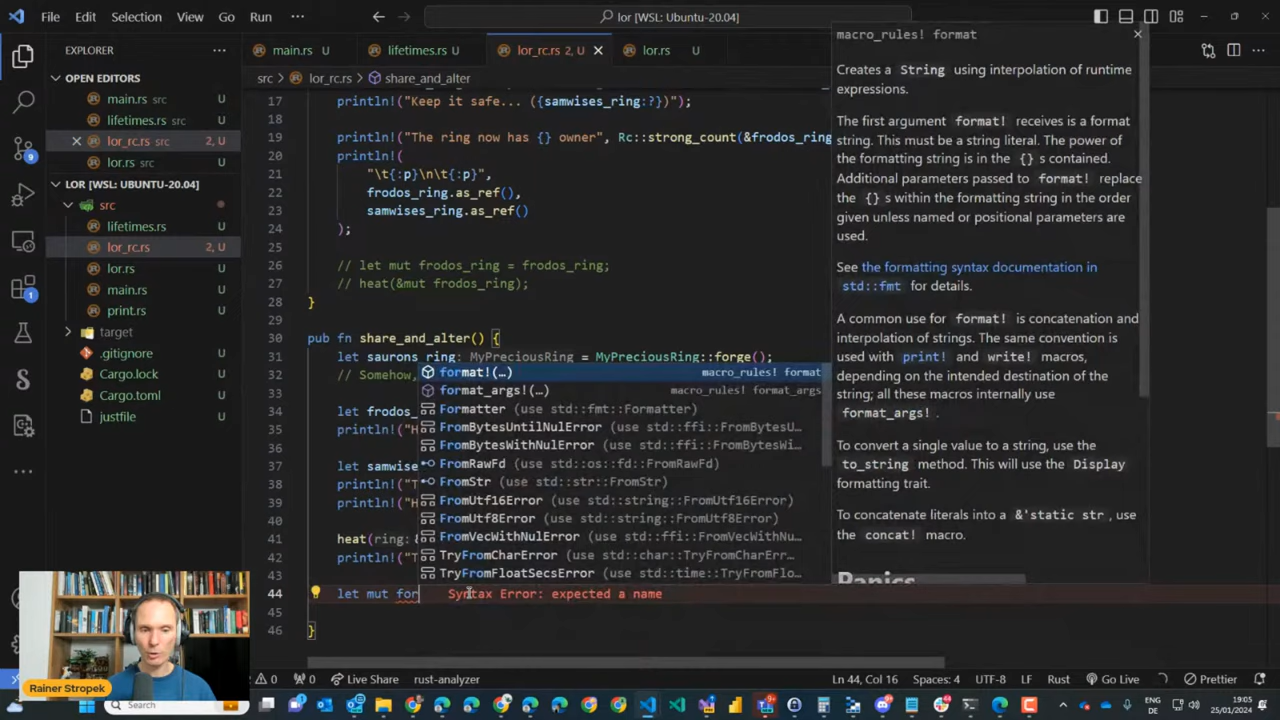 File Edit Selection View Go Run ··· lor [WSL: Ubuntu-20.04]
EXPLORER
OPEN EDITORS
main.rs src U
lifetimes.rs src U
lor_rc.rs src 2, U
lor.rs src U
LOR [WSL: UBUNTU-20.04]
src
lifetimes.rs U
lor_rc.rs 2, U
lor.rs U
main.rs U
print.rs U
target
.gitignore U
Cargo.lock U
Cargo.toml U
justfile U
9
1
main.rs U lifetimes.rs U lor_rc.rs 2, U lor.rs U
src > lor_rc.rs > share_and_alter
17 println!("Keep it safe... ({samwises_ring:?})");
18
19 println!("The ring now has {} owner", Rc::strong_count(&frodos_ring
20 println!(
21 "\t{:p}\n\t{:p}",
22 frodos_ring.as_ref(),
23 samwises_ring.as_ref()
24 );
25
26 // let mut frodos_ring = frodos_ring;
27 // heat(&mut frodos_ring);
28 }
29
30 pub fn share_and_alter() {
31 let saurons_ring: MyPreciousRing = MyPreciousRing::forge();
32 // Somehow,
33
34 let frodos_
35 println!("H
36
37 let samwise
38 println!("T
39 println!("H
40
41 heat(ring:
42 println!("T
43
44 let mut for Syntax Error: expected a name
46 }
format!(…) macro_rules! format
format_args!(…) macro_rules! format_args
Formatter (use std::fmt::Formatter)
FromBytesUntilNulError (use std::ffi::FromBytesU...
FromBytesWithNulError (use std::ffi::FromBytesWi...
FromRawFd (use std::os::fd::FromRawFd)
FromStr (use std::str::FromStr)
FromUtf16Error (use std::string::FromUtf16Error)
FromUtf8Error (use std::string::FromUtf8Error)
FromVecWithNulError (use std::ffi::FromVecWithNu...
TryFromCharError (use std::char::TryFromCharErro...
TryFromFloatSecsError (use std::time::TryFromFlo...
macro_rules! format
Creates a String using interpolation of runtime
expressions.
The first argument format! receives is a format
string. This must be a string literal. The power of
the formatting string is in the {} s contained.
Additional parameters passed to format! replace
the {} s within the formatting string in the order
given unless named or positional parameters are
used.
See the formatting syntax documentation in
std::fmt for details.
A common use for format! is concatenation and
interpolation of strings. The same convention is
used with print! and write! macros,
depending on the intended destination of the
string; all these macros internally use
format_args! .
To convert a single value to a string, use the
to_string method. This will use the Display
formatting trait.
To concatenate literals into a &'static str, use
the concat! macro.
Panics
Rainer Stropek
0 0 Live Share rust-analyzer Ln 44, Col 16 Spaces: 4 UTF-8 LF Rust Go Live Prettier
Search
ENG
DE
19:05
25/01/2024